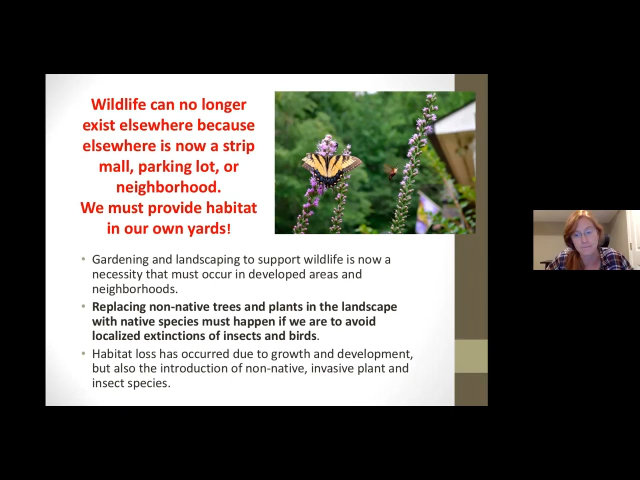 Wildlife can no longer
exist elsewhere because
elsewhere is now a strip
mall, parking lot, or
neighborhood.
We must provide habitat
in our own yards!
• Gardening and landscaping to support wildlife is now a
necessity that must occur in developed areas and
neighborhoods.
• Replacing non-native trees and plants in the landscape
with native species must happen if we are to avoid
localized extinctions of insects and birds.
• Habitat loss has occurred due to growth and development,
but also the introduction of non-native, invasive plant and
insect species.